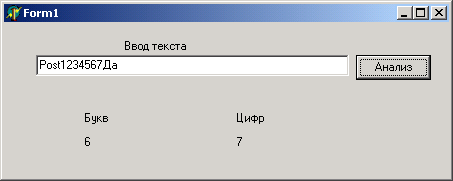 Form1
Ввод текста
Post1234567Да
Анализ
Букв Цифр
6 7